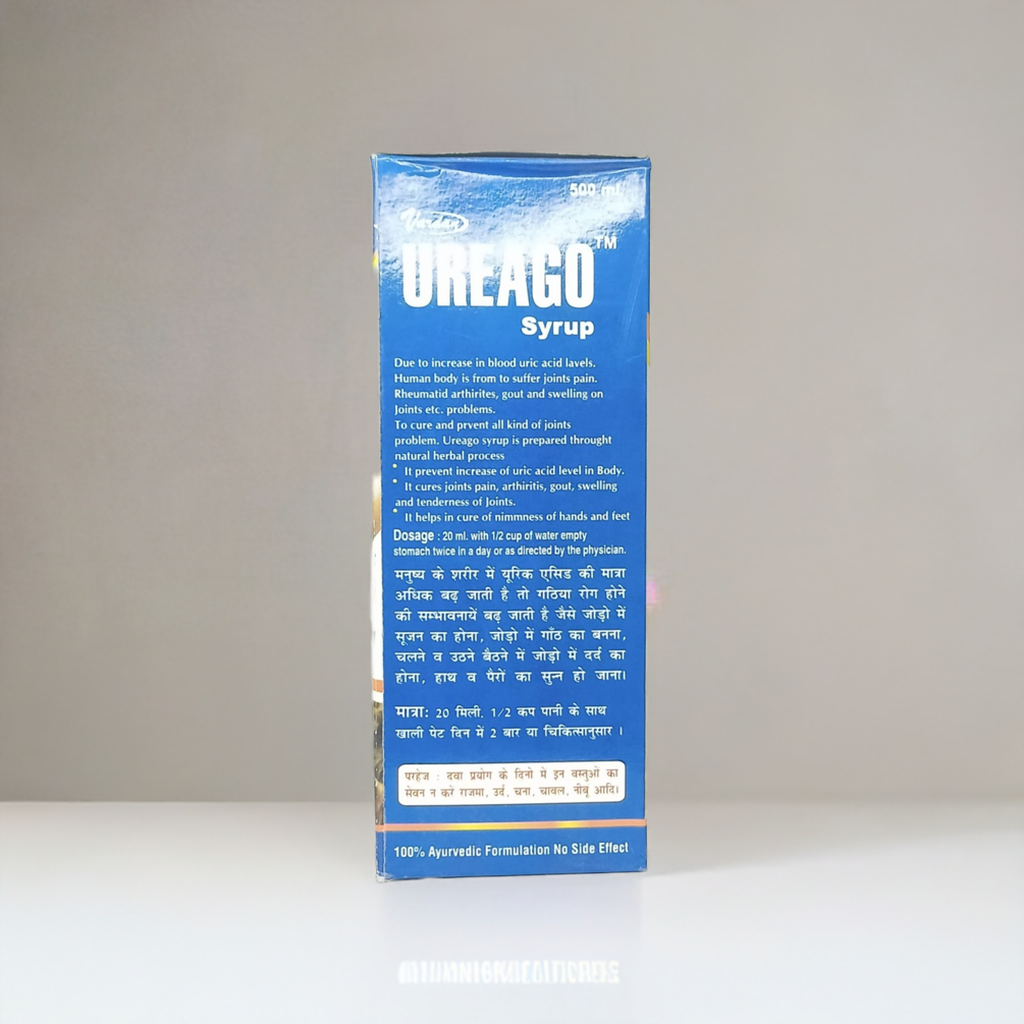 500 ml.
Vardan
UREAGO™
Syrup
Due to increase in blood uric acid lavels.
Human body is from to suffer joints pain.
Rheumatid arthirites, gout and swelling on
Joints etc. problems.
To cure and prvent all kind of joints
problem. Ureago syrup is prepared throught
natural herbal process
* It prevent increase of uric acid level in Body.
* It cures joints pain, arthiritis, gout, swelling
and tenderness of Joints.
* It helps in cure of nimmness of hands and feet
Dosage : 20 ml. with 1/2 cup of water empty
stomach twice in a day or as directed by the physician.
मनुष्य के शरीर में यूरिक एसिड की मात्रा
अधिक बढ़ जाती है तो गठिया रोग होने
की सम्भावनायें बढ़ जाती है जैसे जोड़ो में
सूजन का होना, जोड़ो में गाँठ का बनना,
चलने व उठने बैठने में जोड़ो में दर्द का
होना, हाथ व पैरों का सुन्न हो जाना।
मात्रा: 20 मिली. 1/2 कप पानी के साथ
खाली पेट दिन में 2 बार या चिकित्सानुसार ।
परहेज : दवा प्रयोग के दिनो मे इन वस्तुओ का
सेवन न करें राजमा, उर्द, चना, चावल, नीबू आदि।
100% Ayurvedic Formulation No Side Effect